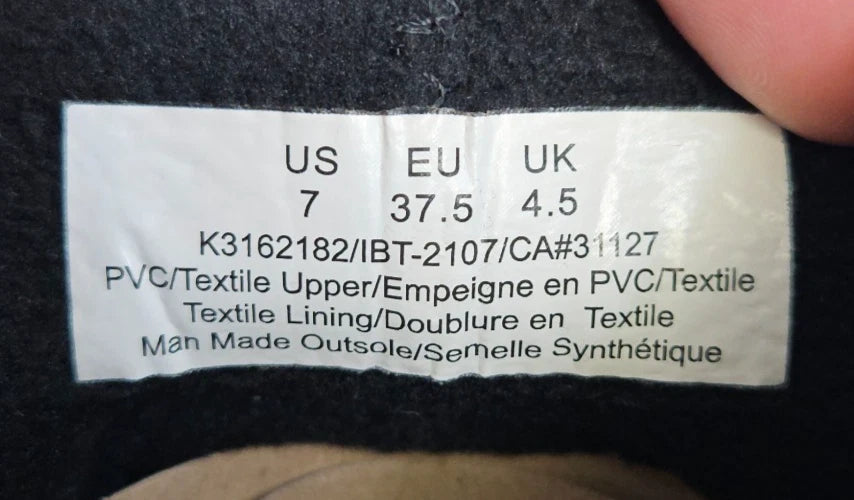 US EU UK
7 37.5 4.5
K3162182/IBT-2107/CA#31127
PVC/Textile Upper/Empeigne en PVC/Textile
Textile Lining/Doublure en Textile
Man Made Outsole/Semelle Synthétique